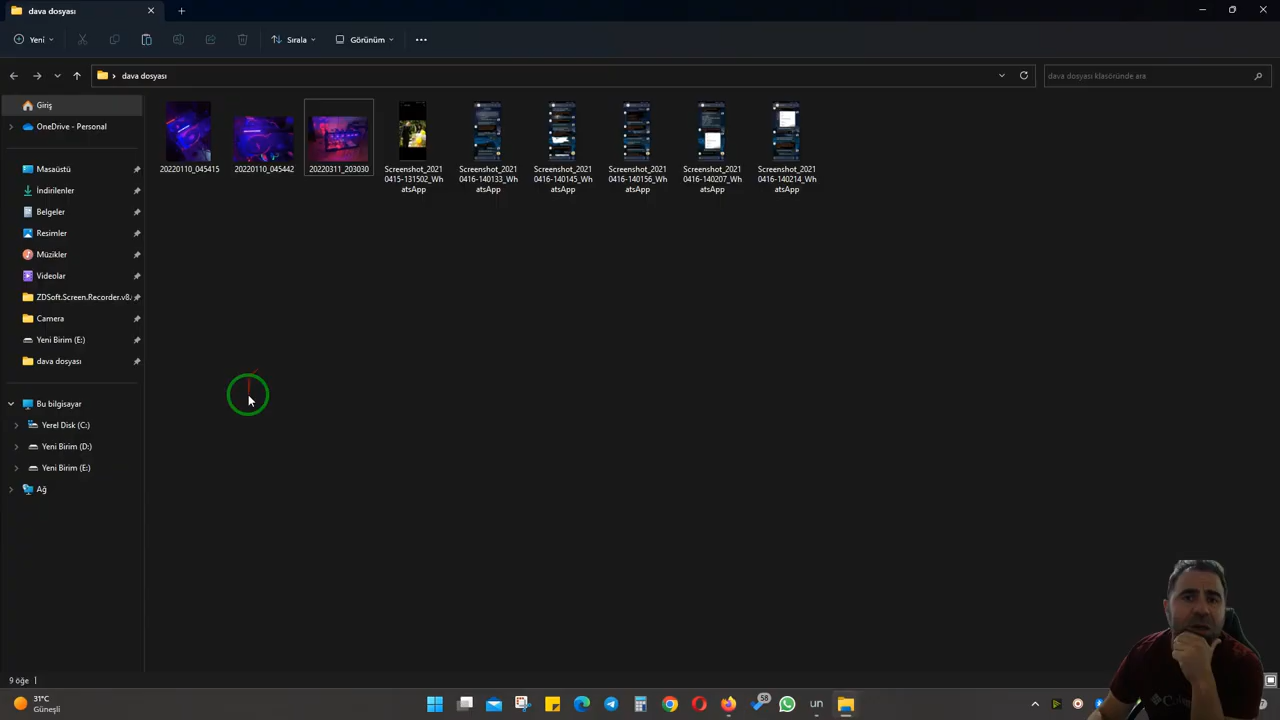 dava dosyası
Yeni
Sırala
Görünüm
dava dosyası
dava dosyası klasöründe ara
Giriş
OneDrive - Personal
Masaüstü
İndirilenler
Belgeler
Resimler
Müzikler
Videolar
ZDSoft.Screen.Recorder.v8.
Camera
Yeni Birim (E:)
dava dosyası
Bu bilgisayar
Yerel Disk (C:)
Yeni Birim (D:)
Yeni Birim (E:)
Ağ
20220110_045415
20220110_045442
20220311_203030
Screenshot_2021
0415-131502_Wh
atsApp
Screenshot_2021
0416-140133_Wh
atsApp
Screenshot_2021
0416-140145_Wh
atsApp
Screenshot_2021
0416-140156_Wh
atsApp
Screenshot_2021
0416-140207_Wh
atsApp
Screenshot_2021
0416-140214_Wh
atsApp
9 öğe
31°C
Güneşli
58
un